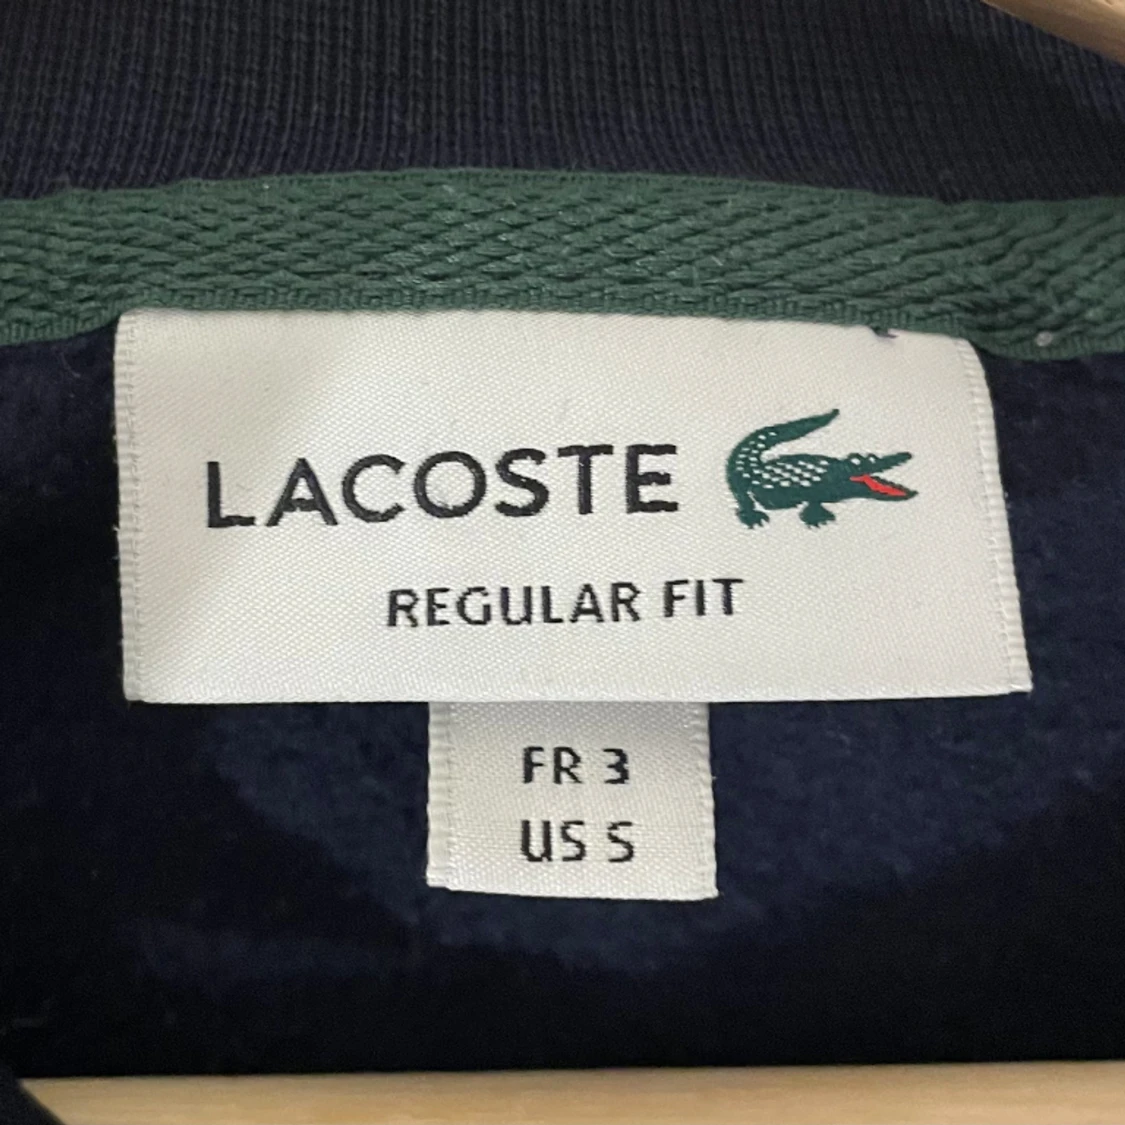 LACOSTE
REGULAR FIT
FR 3
US S